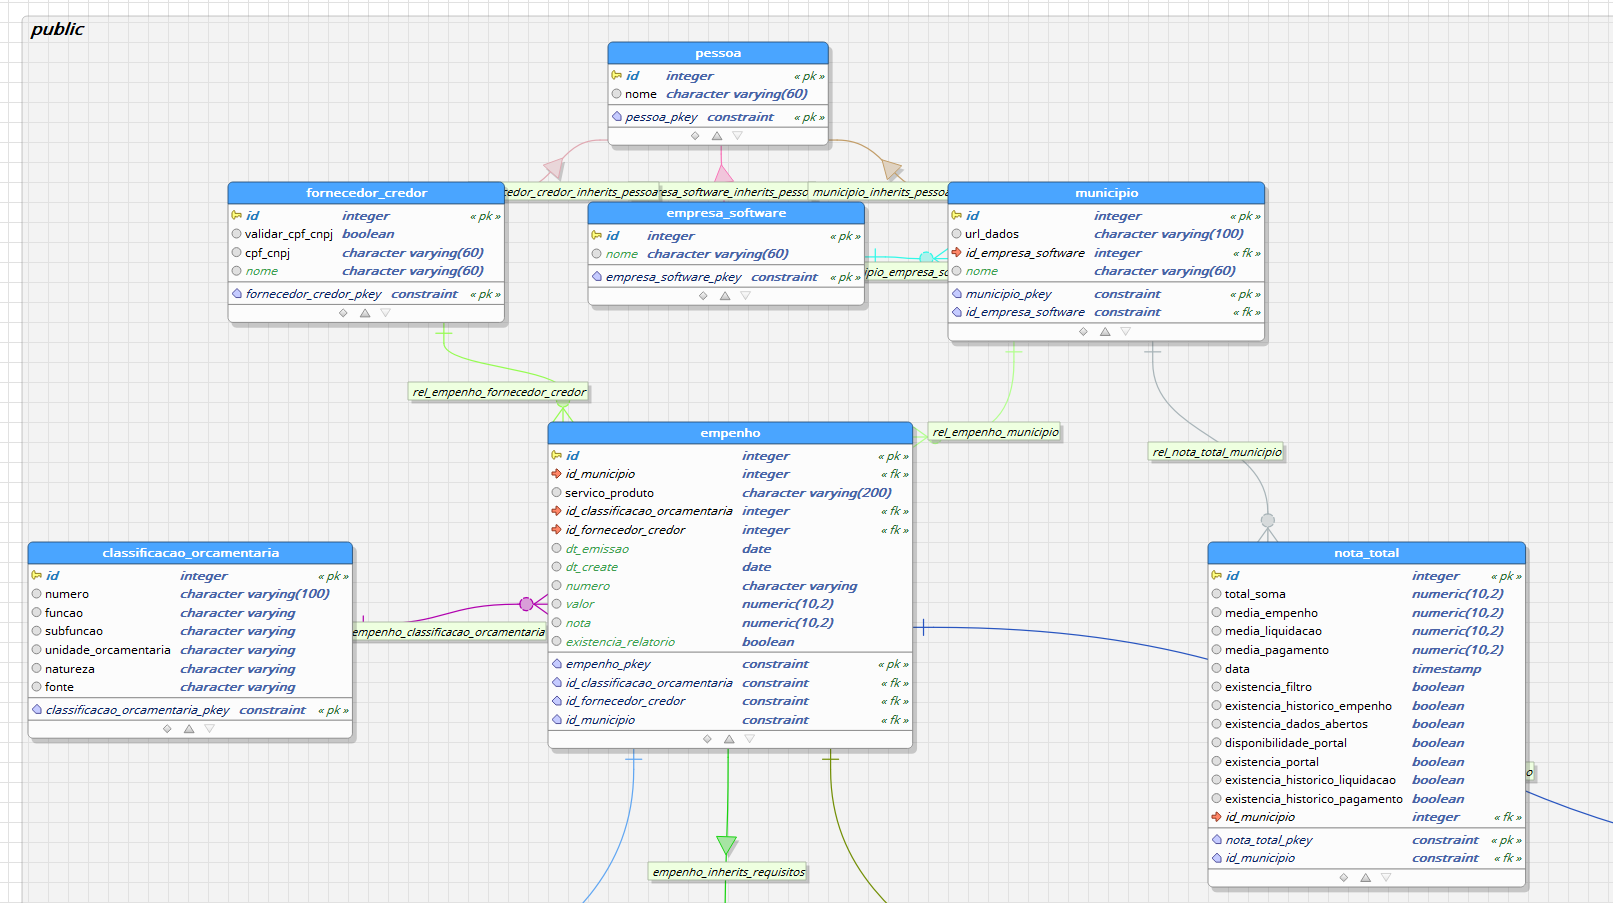 public
pessoa
id integer « pk »
nome character varying(60)
pessoa_pkey constraint « pk »
cedor_credor_inherits_pessoa
esa_software_inherits_pesso
municipio_inherits_pessoa
fornecedor_credor
id integer « pk »
validar_cpf_cnpj boolean
cpf_cnpj character varying(60)
nome character varying(60)
fornecedor_credor_pkey constraint « pk »
empresa_software
id integer « pk »
nome character varying(60)
empresa_software_pkey constraint « pk »
ipio_empresa_so
municipio
id integer « pk »
url_dados character varying(100)
id_empresa_software integer « fk »
nome character varying(60)
municipio_pkey constraint « pk »
id_empresa_software constraint « fk »
rel_empenho_fornecedor_credor
rel_empenho_municipio
rel_nota_total_municipio
empenho
id integer « pk »
id_municipio integer « fk »
servico_produto character varying(200)
id_classificacao_orcamentaria integer « fk »
id_fornecedor_credor integer « fk »
dt_emissao date
dt_create date
numero character varying
valor numeric(10,2)
nota numeric(10,2)
existencia_relatorio boolean
empenho_pkey constraint « pk »
id_classificacao_orcamentaria constraint « fk »
id_fornecedor_credor constraint « fk »
id_municipio constraint « fk »
classificacao_orcamentaria
id integer « pk »
numero character varying(100)
funcao character varying
subfuncao character varying
unidade_orcamentaria character varying
natureza character varying
fonte character varying
classificacao_orcamentaria_pkey constraint « pk »
empenho_classificacao_orcamentaria
nota_total
id integer « pk »
total_soma numeric(10,2)
media_empenho numeric(10,2)
media_liquidacao numeric(10,2)
media_pagamento numeric(10,2)
data timestamp
existencia_filtro boolean
existencia_historico_empenho boolean
existencia_dados_abertos boolean
disponibilidade_portal boolean
existencia_portal boolean
existencia_historico_liquidacao boolean
existencia_historico_pagamento boolean
id_municipio integer « fk »
nota_total_pkey constraint « pk »
id_municipio constraint « fk »
o
empenho_inherits_requisitos